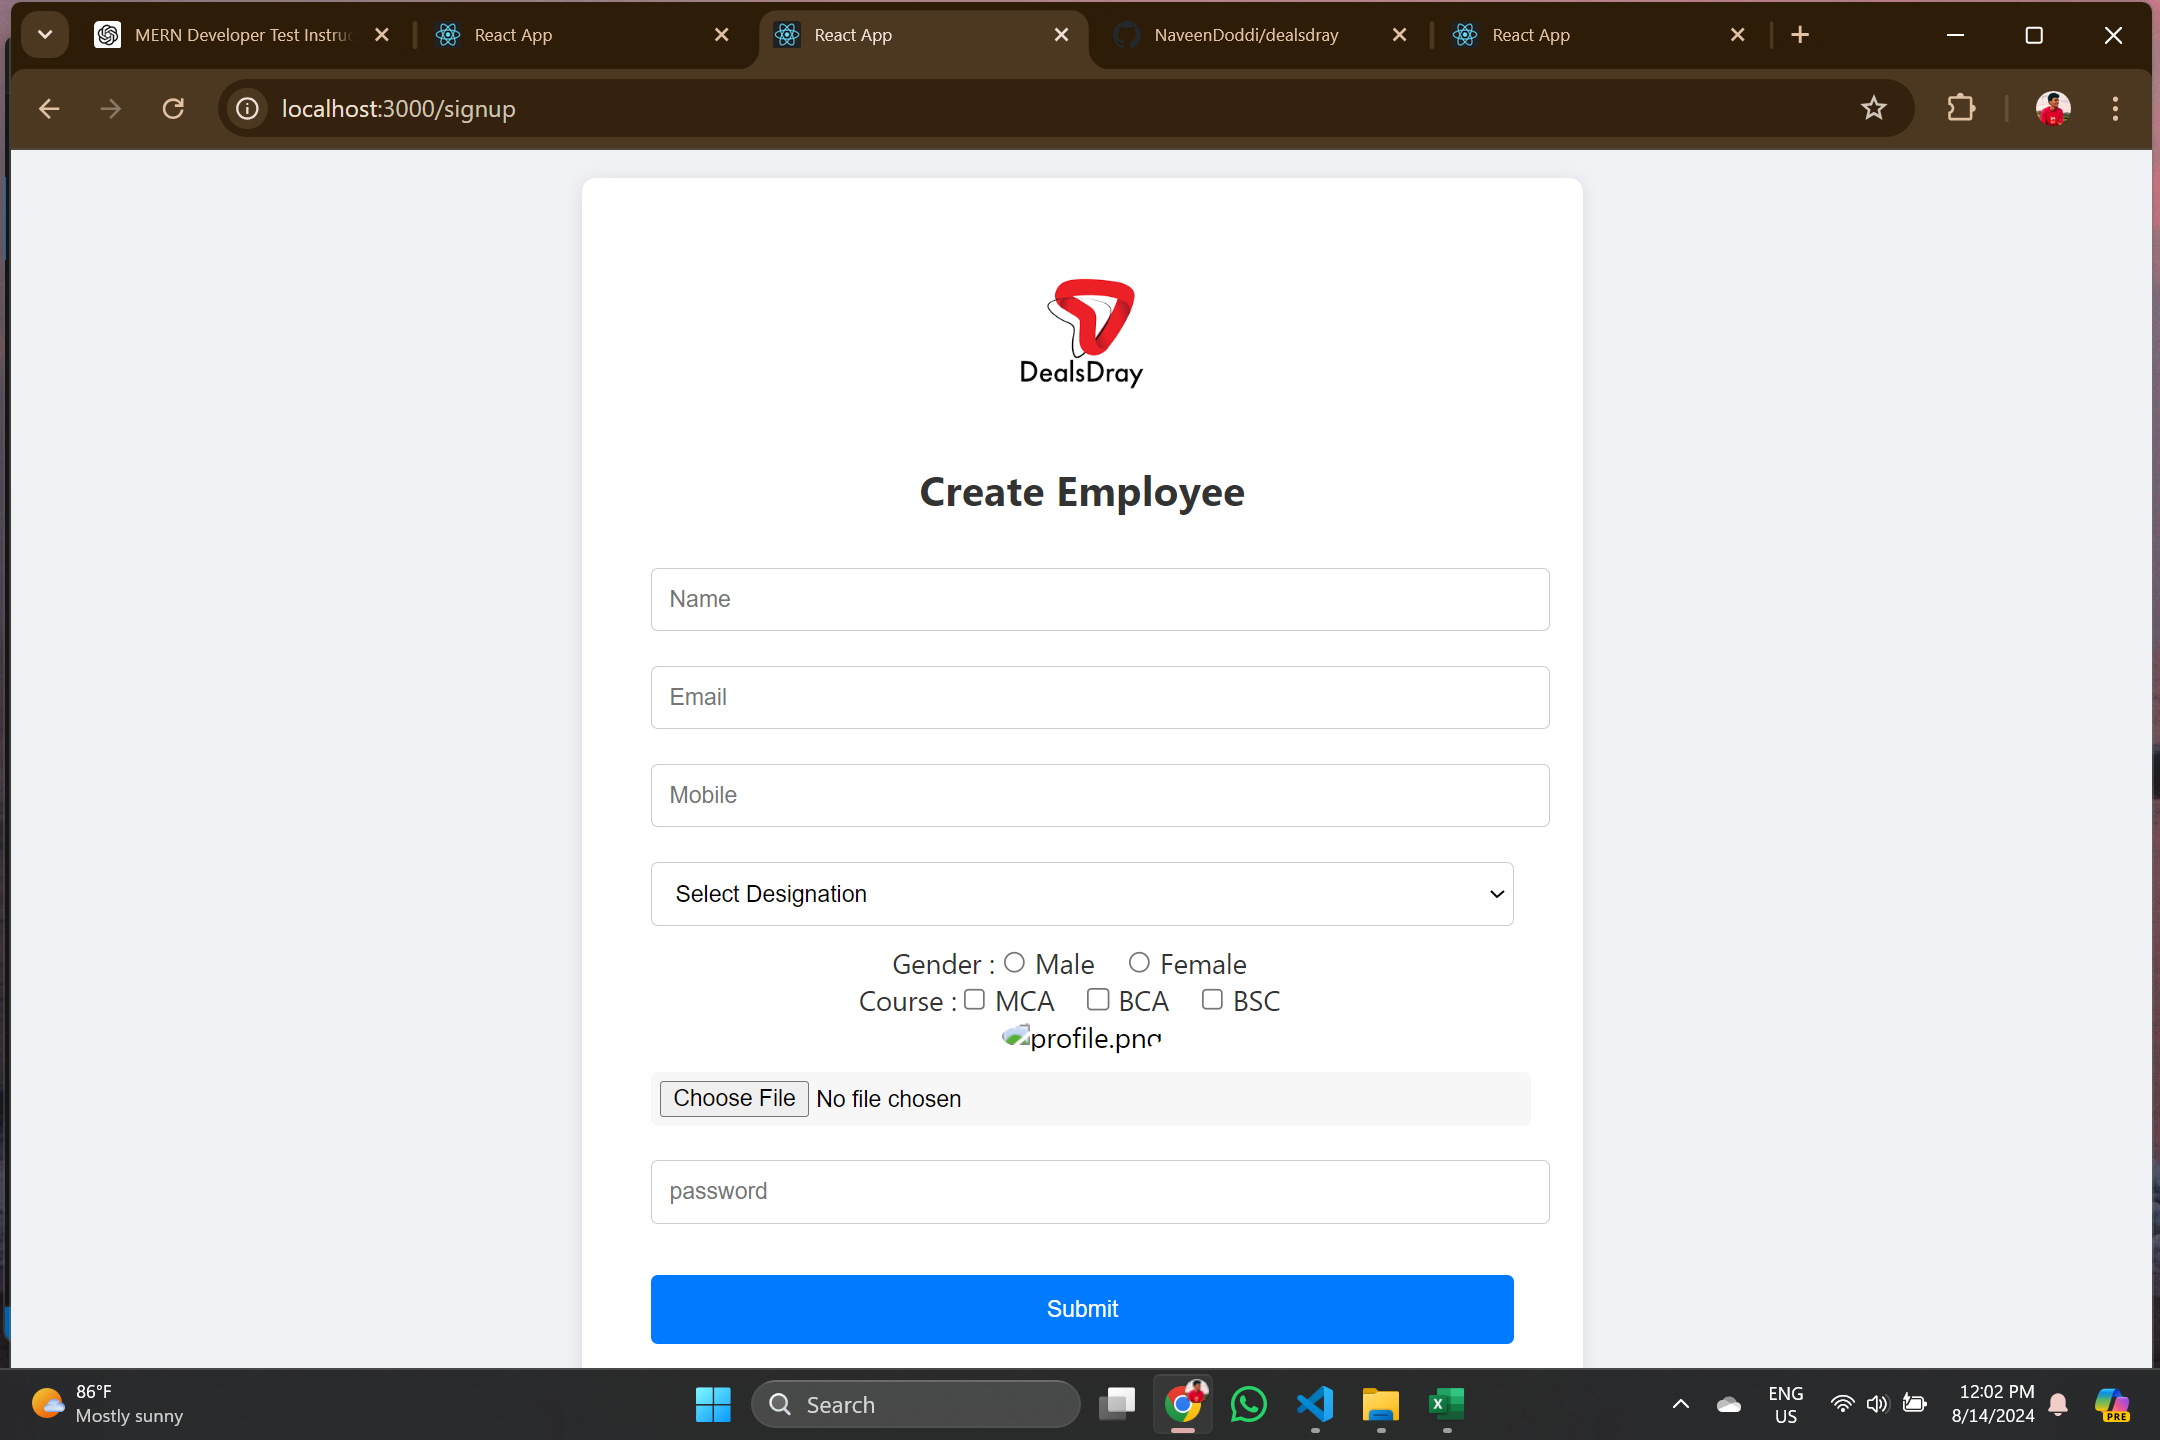 MERN Developer Test Instruc
React App
React App
NaveenDoddi/dealsdray
React App
localhost:3000/signup
DealsDray
Create Employee
Name
Email
Mobile
Select Designation
Gender : Male Female
Course : MCA BCA BSC
profile.png
Choose File No file chosen
password
Submit
86°F
Mostly sunny
Search
ENG
US
12:02 PM
8/14/2024
PRE